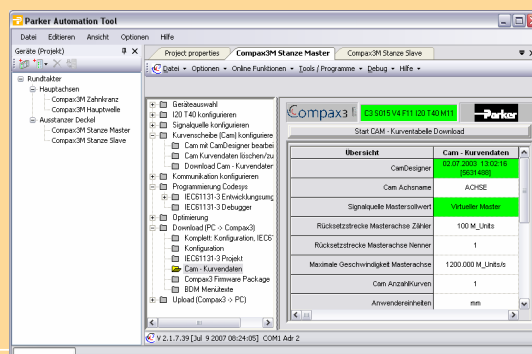 Parker Automation Tool
Datei Editieren Ansicht Optionen Hilfe
Geräte (Projekt)
Rundtakter
Hauptachsen
Compax3M Zahnkranz
Compax3M Hauptwelle
Ausstanzer Deckel
Compax3M Stanze Master
Compax3M Stanze Slave
Project properties Compax3M Stanze Master Compax3M Stanze Slave
Datei Optionen Online Funktionen Tools / Programme Debug Hilfe
Geräteauswahl
I20 T40 konfigurieren
Signalquelle konfigurieren
Kurvenscheibe (Cam) konfiguriere
Cam mit CamDesigner bearbei
Cam Kurvendaten löschen/zu
Download Cam - Kurvendaten
Kommunikation konfigurieren
Programmierung Codesys
IEC61131-3 Entwicklungsumg
IEC61131-3 Debugger
Optimierung
Download (PC -> Compax3)
Komplett: Konfiguration, IEC6
Konfiguration
IEC61131-3 Projekt
Cam - Kurvendaten
Compax3 Firmware Package
BDM Menütexte
Upload (Compax3 -> PC)
Compax3 C3 S015 V4 F11 I20 T40 M11 Parker
Start CAM - Kurventabelle Download
Übersicht Cam - Kurvendaten
CamDesigner 02.07.2003 13:02:16
[5631488]
Cam Achsname ACHSE
Signalquelle Mastersollwert Virtueller Master
Rücksetzstrecke Masterachse Zähler 100 M_Units
Rücksetzstrecke Masterachse Nenner 1
Maximale Geschwindigkeit Masterachse 1200.000 M_Units/s
Cam AnzahlKurven 1
Anwendereinheiten mm
V 2.1.7.39 [Jul 9 2007 08:24:05] COM1 Adr 2